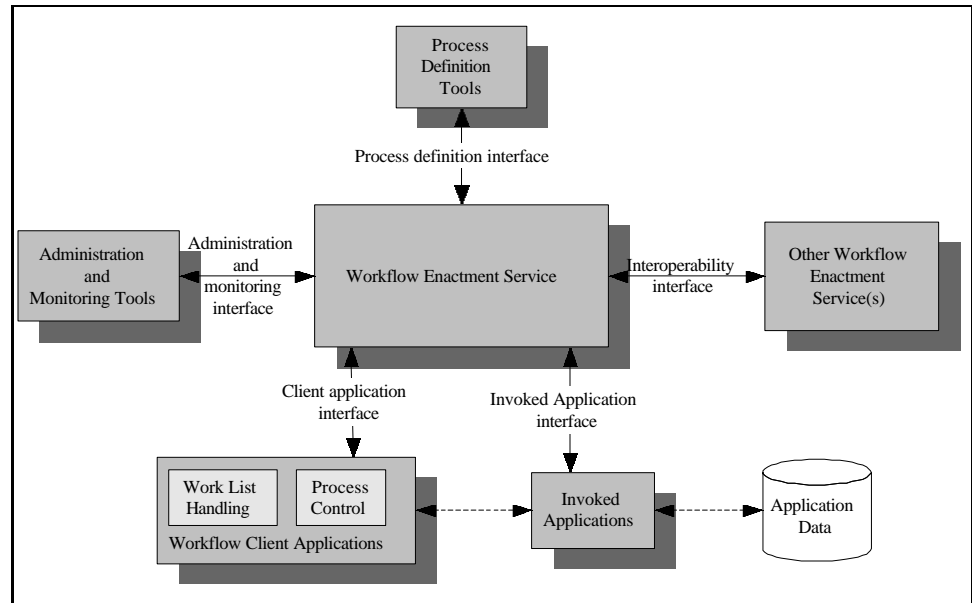 Process
Definition
Tools
Process definition interface
Administration
and
Monitoring Tools
Administration
and
monitoring
interface
Workflow Enactment Service
Interoperability
interface
Other Workflow
Enactment
Service(s)
Client application
interface
Invoked Application
interface
Work List
Handling
Process
Control
Workflow Client Applications
Invoked
Applications
Application
Data